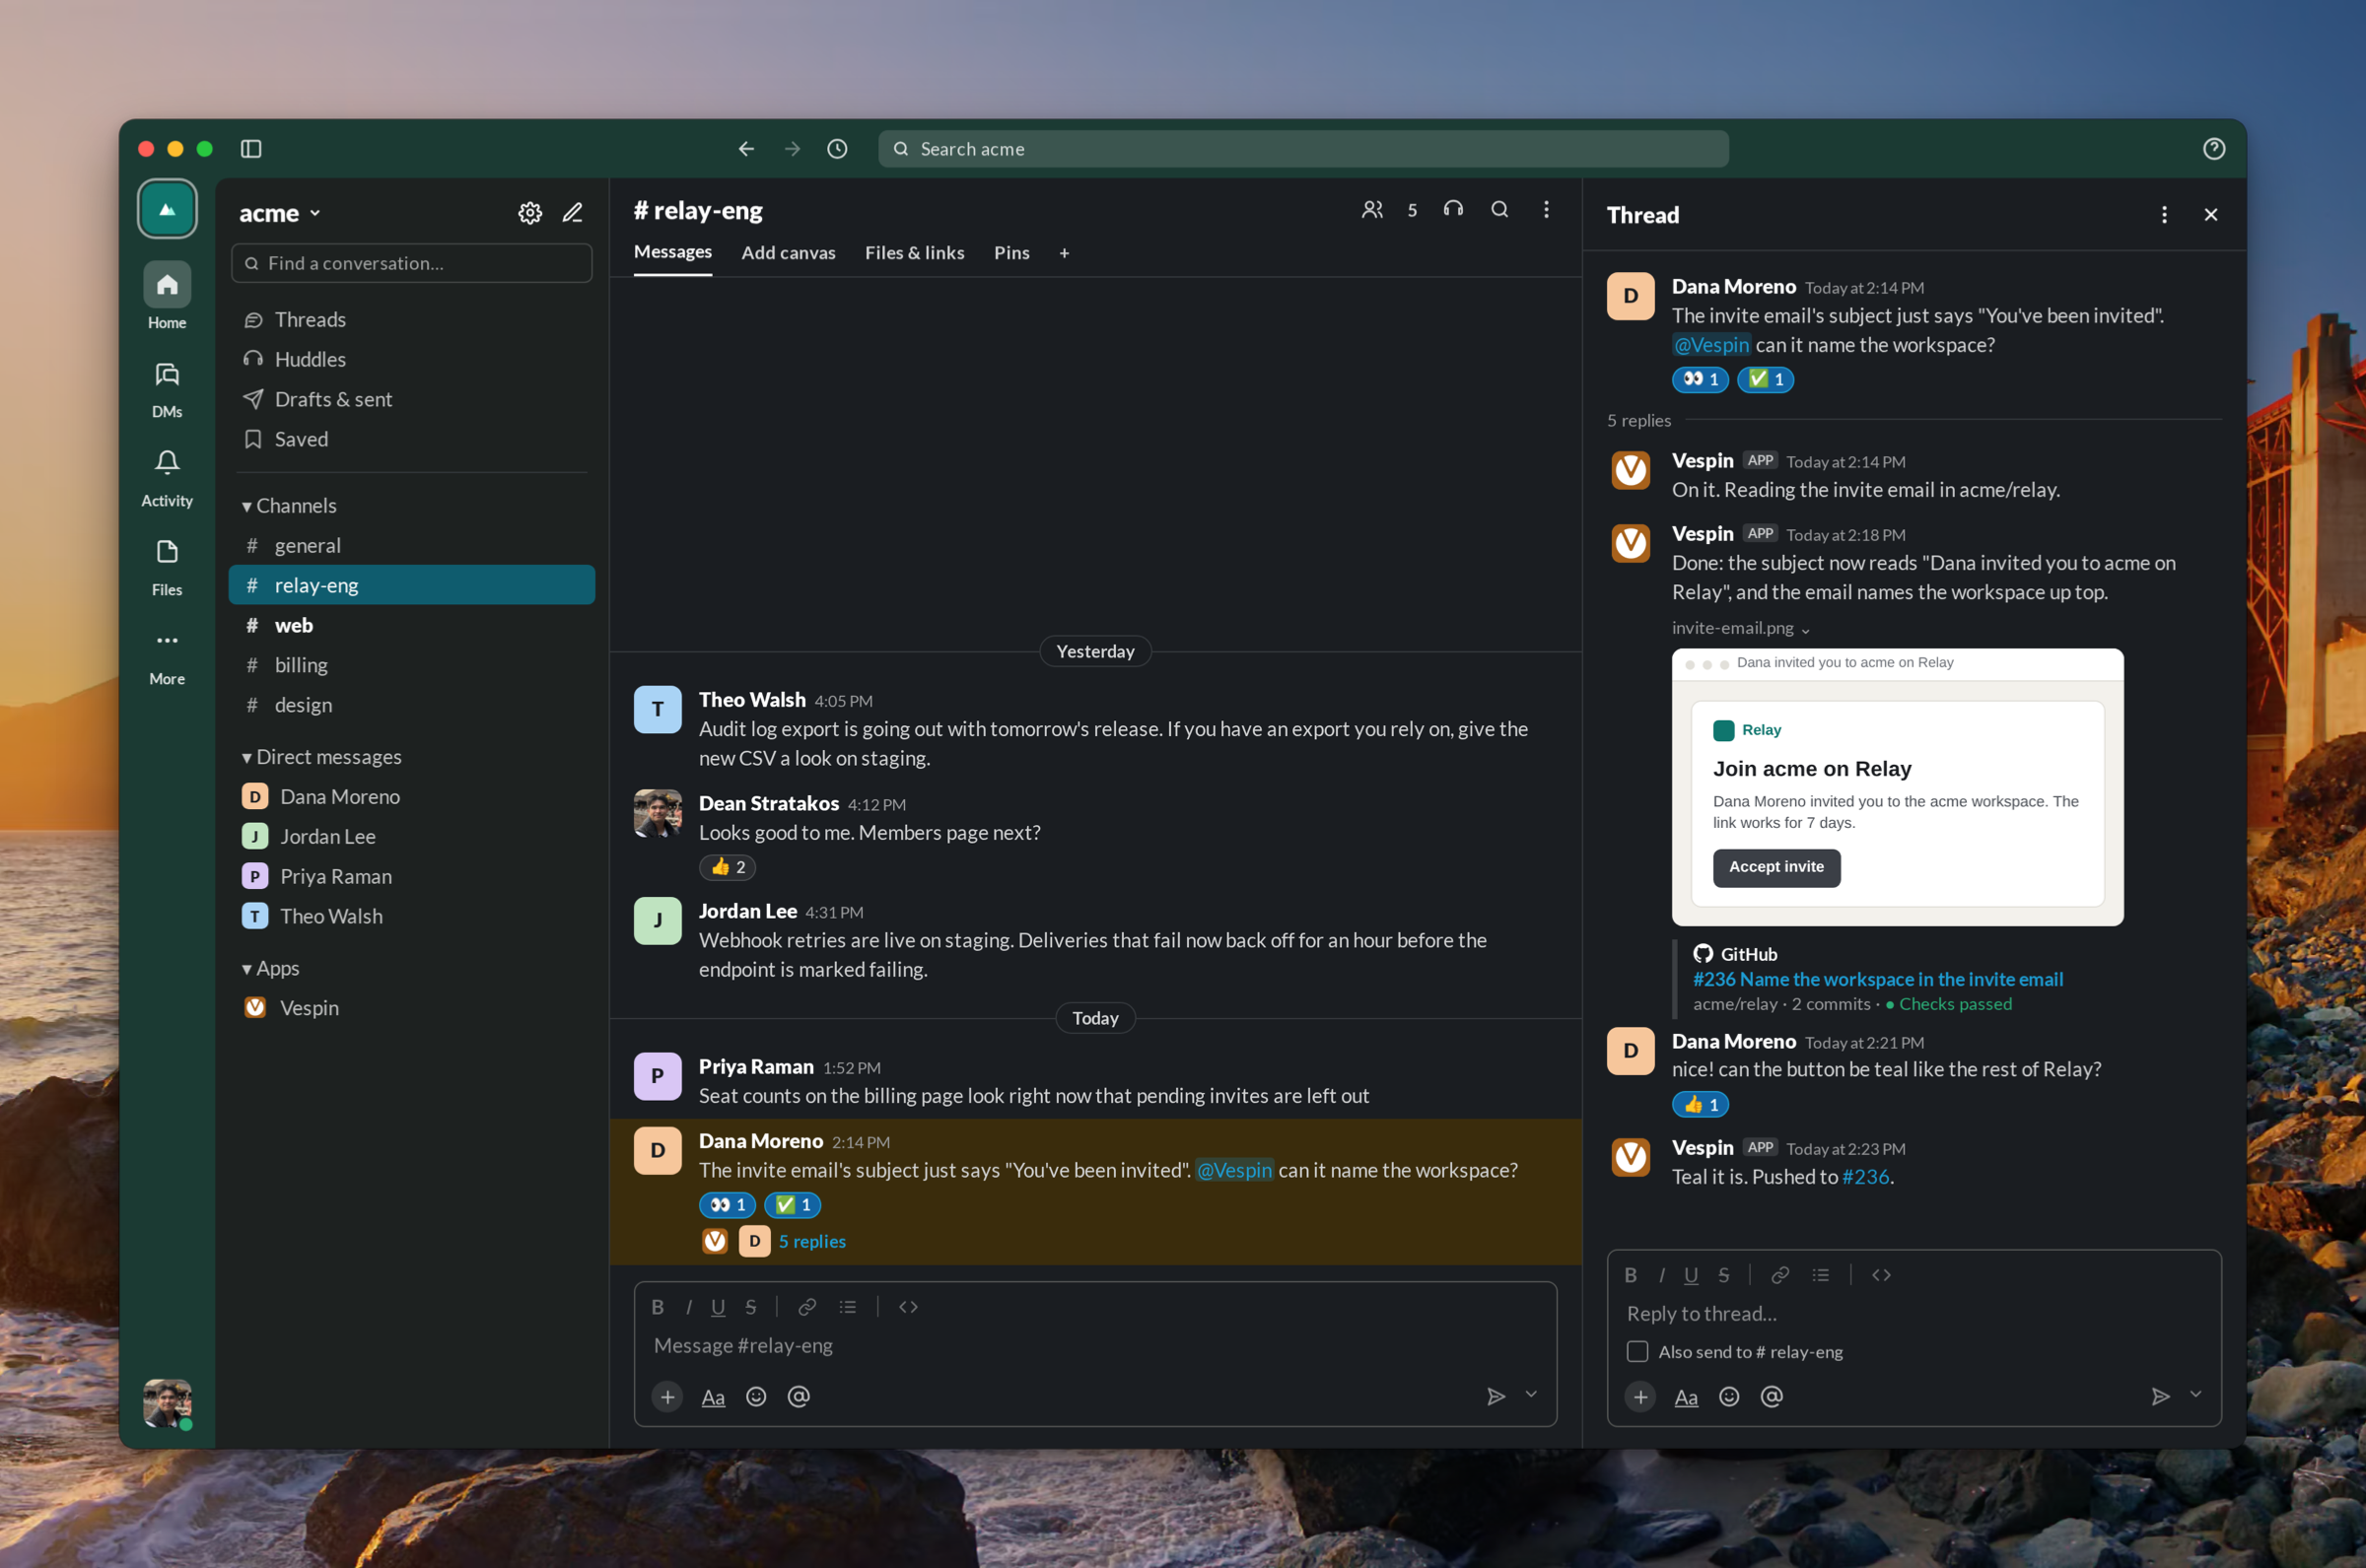 Search acme
acme
Find a conversation...
Home
DMs
Activity
Files
More
Threads
Huddles
Drafts & sent
Saved
Channels
# general
# relay-eng
# web
# billing
# design
Direct messages
D Dana Moreno
J Jordan Lee
P Priya Raman
T Theo Walsh
Apps
V Vespin
# relay-eng
5
Messages Add canvas Files & links Pins +
Yesterday
T
Theo Walsh 4:05 PM
Audit log export is going out with tomorrow's release. If you have an export you rely on, give the
new CSV a look on staging.
Dean Stratakos 4:12 PM
Looks good to me. Members page next?
👍 2
J
Jordan Lee 4:31 PM
Webhook retries are live on staging. Deliveries that fail now back off for an hour before the
endpoint is marked failing.
Today
P
Priya Raman 1:52 PM
Seat counts on the billing page look right now that pending invites are left out
D
Dana Moreno 2:14 PM
The invite email's subject just says "You've been invited". @Vespin can it name the workspace?
👀 1 ✅ 1
V D 5 replies
B I U S
Message #relay-eng
+ Aa @
Thread
D
Dana Moreno Today at 2:14 PM
The invite email's subject just says "You've been invited".
@Vespin can it name the workspace?
👀 1 ✅ 1
5 replies
V
Vespin APP Today at 2:14 PM
On it. Reading the invite email in acme/relay.
V
Vespin APP Today at 2:18 PM
Done: the subject now reads "Dana invited you to acme on
Relay", and the email names the workspace up top.
invite-email.png
Dana invited you to acme on Relay
Relay
Join acme on Relay
Dana Moreno invited you to the acme workspace. The
link works for 7 days.
Accept invite
GitHub
#236 Name the workspace in the invite email
acme/relay · 2 commits · ● Checks passed
D
Dana Moreno Today at 2:21 PM
nice! can the button be teal like the rest of Relay?
👍 1
V
Vespin APP Today at 2:23 PM
Teal it is. Pushed to #236.
B I U S
Reply to thread...
Also send to # relay-eng
+ Aa @